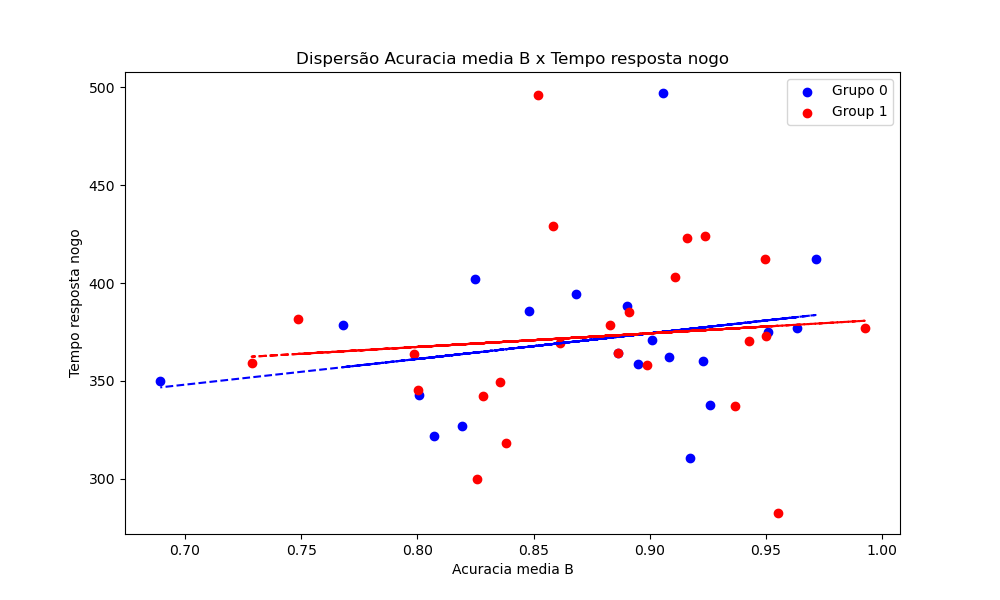 Dispersão Acuracia media B x Tempo resposta nogo
Grupo 0
Group 1
500
450
400
350
300
Tempo resposta nogo
0.70 0.75 0.80 0.85 0.90 0.95 1.00
Acuracia media B